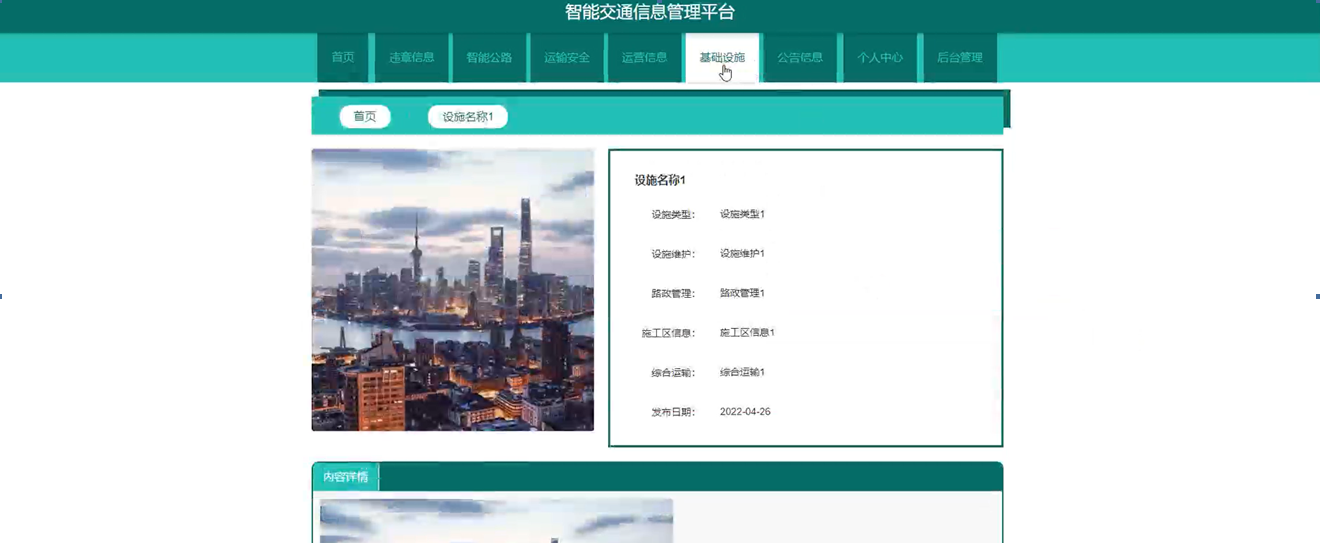 智能交通信息管理平台
首页 违章信息 智能公路 运输安全 运营信息 基础设施 公告信息 个人中心 后台管理
首页 设施名称1
设施名称1
设施类型: 设施类型1
设施维护: 设施维护1
路政管理: 路政管理1
施工区信息: 施工区信息1
综合运输: 综合运输1
发布日期: 2022-04-26
内容详情